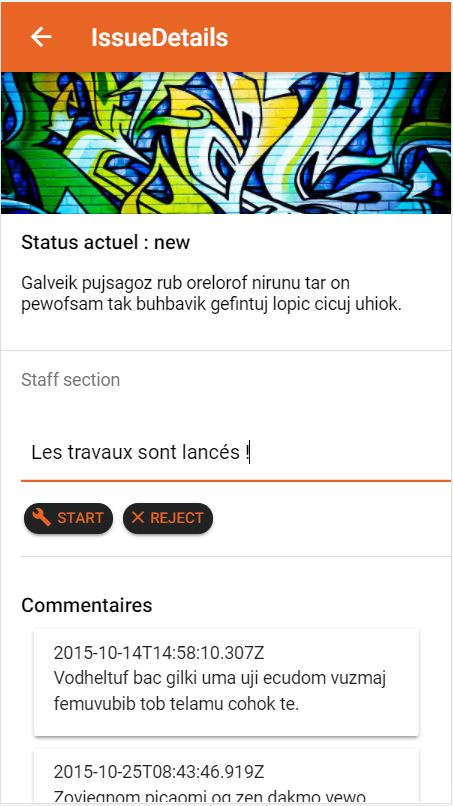 IssueDetails
Status actuel : new
Galveik pujsagoz rub orelorof nirunu tar on
pewofsam tak buhbavik gefintuj lopic cicuj uhiok.
Staff section
Les travaux sont lancés !
START
REJECT
Commentaires
2015-10-14T14:58:10.307Z
Vodheltuf bac gilki uma uji ecudom vuzmaj
femuvubib tob telamu cohok te.
2015-10-25T08:43:46.919Z
Zovjegnom picaomi og zen dakmo vewo